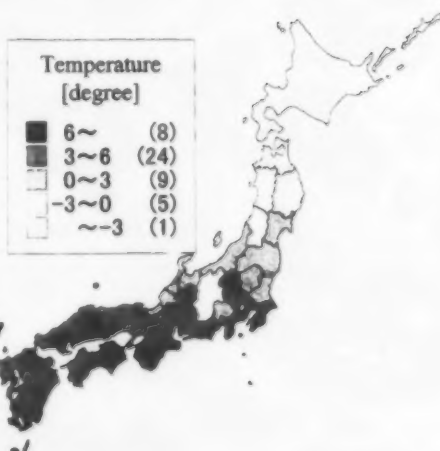 Temperature
[degree]
6～ (8)
3～6 (24)
0～3 (9)
-3～0 (5)
～-3 (1)